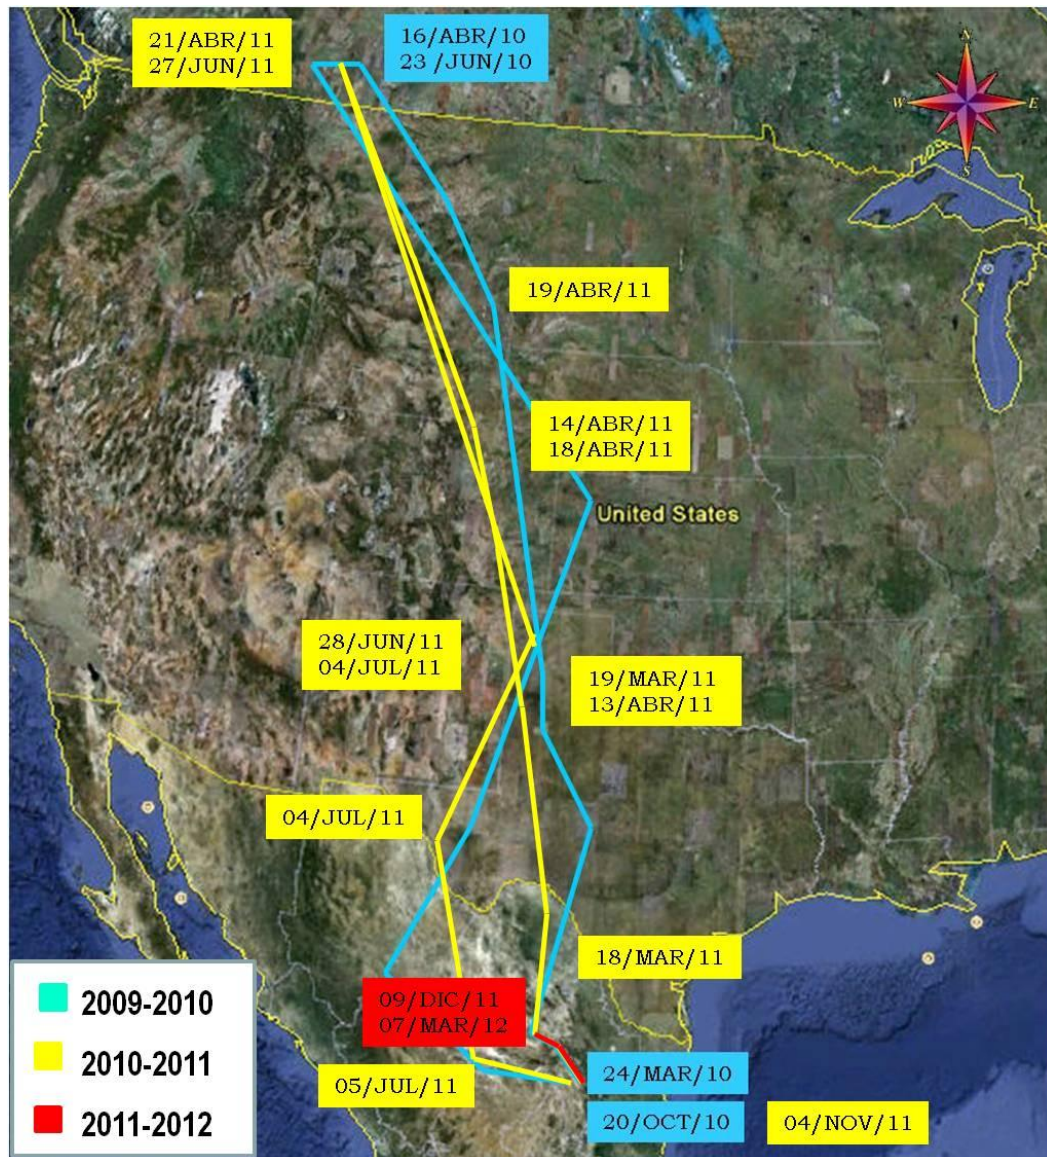 21/ABR/11
27/JUN/11
16/ABR/10
23/JUN/10
N
W
E
S
19/ABR/11
14/ABR/11
18/ABR/11
United States
28/JUN/11
04/JUL/11
19/MAR/11
13/ABR/11
04/JUL/11
18/MAR/11
09/DIC/11
07/MAR/12
05/JUL/11
24/MAR/10
20/OCT/10
04/NOV/11
2009-2010
2010-2011
2011-2012